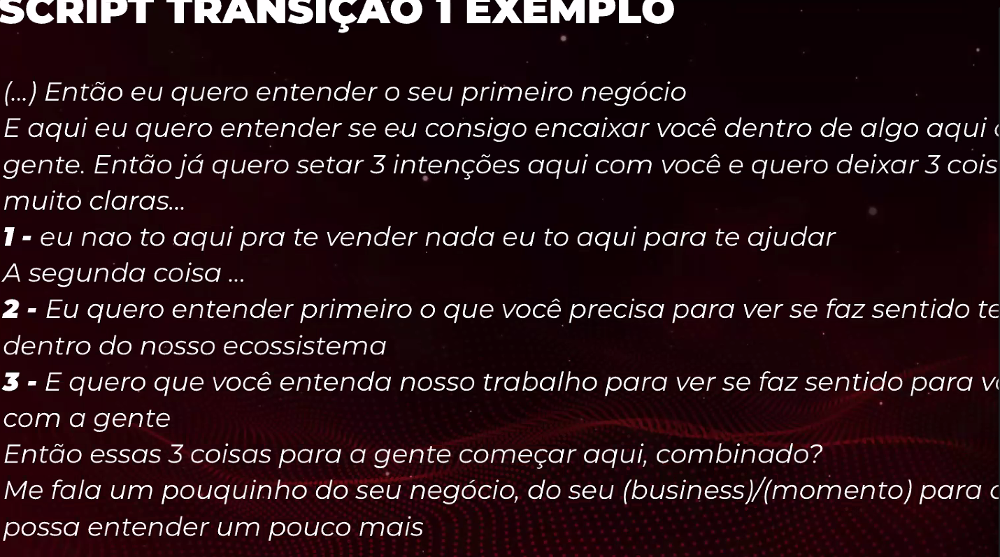 SCRIPT TRANSIÇÃO 1 EXEMPLO
(...) Então eu quero entender o seu primeiro negócio
E aqui eu quero entender se eu consigo encaixar você dentro de algo aqui
gente. Então já quero setar 3 intenções aqui com você e quero deixar 3 cois
muito claras...
1 - eu nao to aqui pra te vender nada eu to aqui para te ajudar
A segunda coisa ...
2 - Eu quero entender primeiro o que você precisa para ver se faz sentido te
dentro do nosso ecossistema
3 - E quero que você entenda nosso trabalho para ver se faz sentido para
com a gente
Então essas 3 coisas para a gente começar aqui, combinado?
Me fala um pouquinho do seu negócio, do seu (business)/(momento) para
possa entender um pouco mais